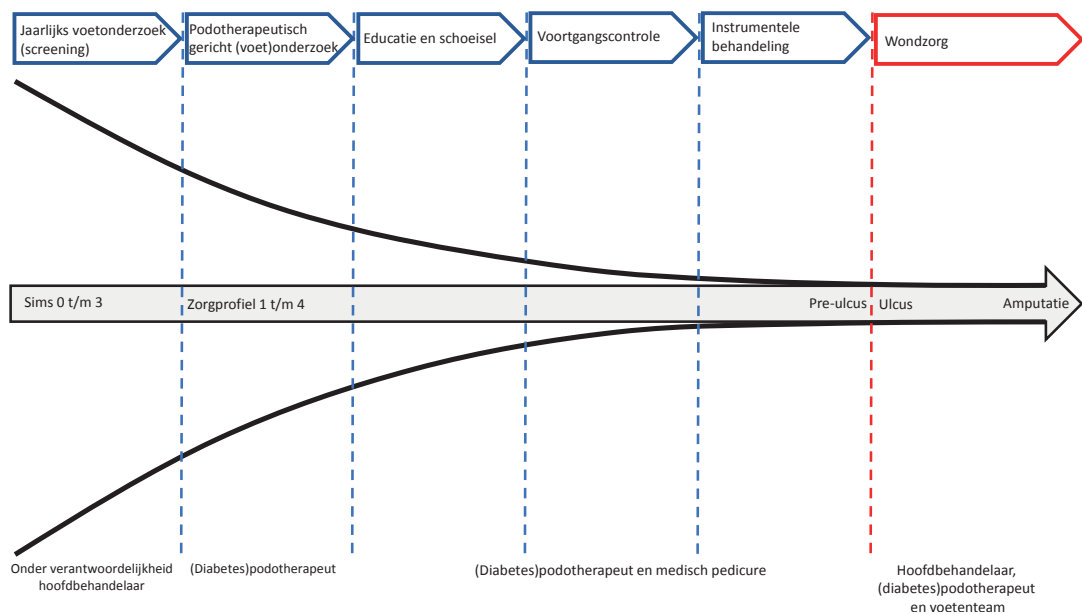 Jaarlijks voetonderzoek
(screening)
Podotherapeutisch
gericht (voet)onderzoek
Educatie en schoeisel
Voortgangscontrole
Instrumentele
behandeling
Wondzorg
Sims 0 t/m 3
Zorgprofiel 1 t/m 4
Pre-ulcus
Ulcus
Amputatie
Onder verantwoordelijkheid
hoofdbehandelaar
(Diabetes)podotherapeut
(Diabetes)podotherapeut en medisch pedicure
Hoofdbehandelaar,
(diabetes)podotherapeut
en voetenteam